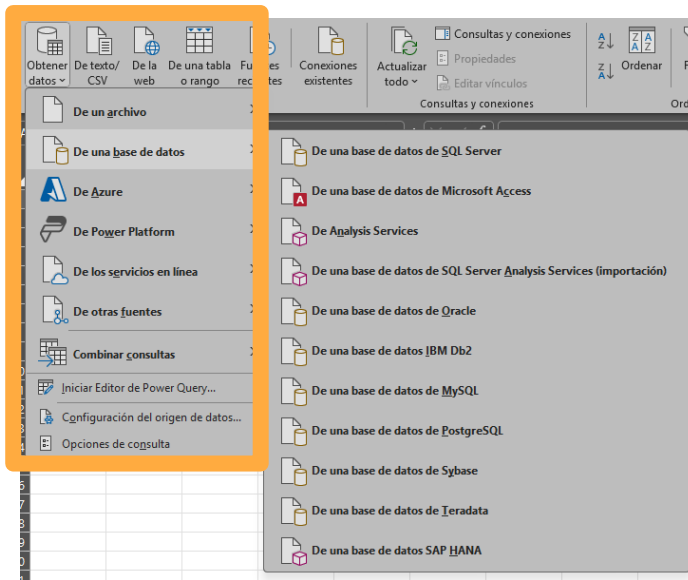 Obtener datos
De texto/ CSV
De la web
De una tabla o rango
Conexiones existentes
Actualizar todo
Consultas y conexiones
Propiedades
Editar vínculos
Consultas y conexiones
Ordenar
De un archivo
De una base de datos
De Azure
De Power Platform
De los servicios en línea
De otras fuentes
Combinar consultas
Iniciar Editor de Power Query...
Configuración del origen de datos...
Opciones de consulta
De una base de datos de SQL Server
De una base de datos de Microsoft Access
De Analysis Services
De una base de datos de SQL Server Analysis Services (importación)
De una base de datos de Oracle
De una base de datos IBM Db2
De una base de datos de MySQL
De una base de datos de PostgreSQL
De una base de datos de Sybase
De una base de datos de Teradata
De una base de datos SAP HANA